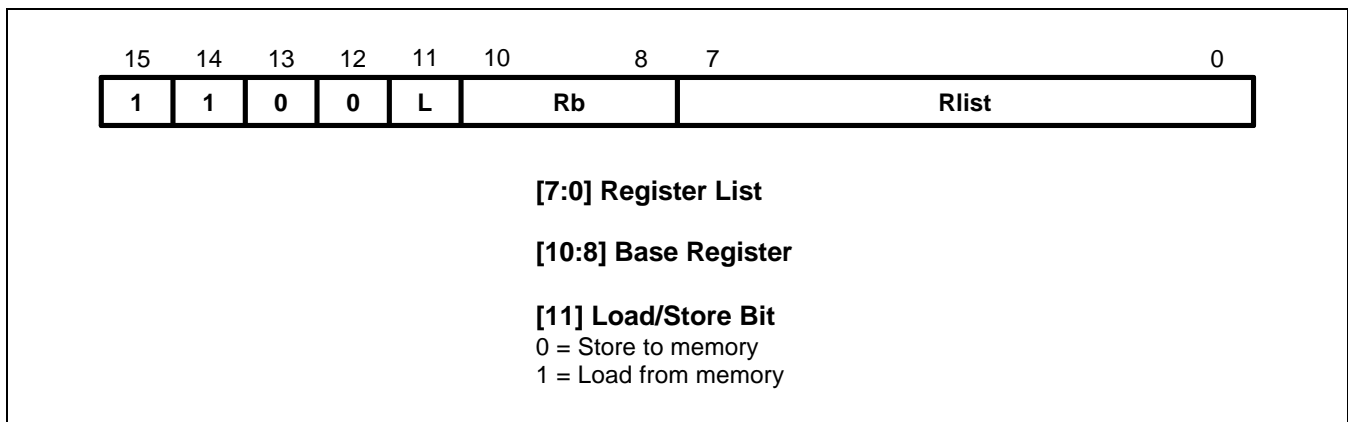 15 14 13 12 11 10 8 7 0
1 1 0 0 L Rb Rlist
[7:0] Register List
[10:8] Base Register
[11] Load/Store Bit
0 = Store to memory
1 = Load from memory